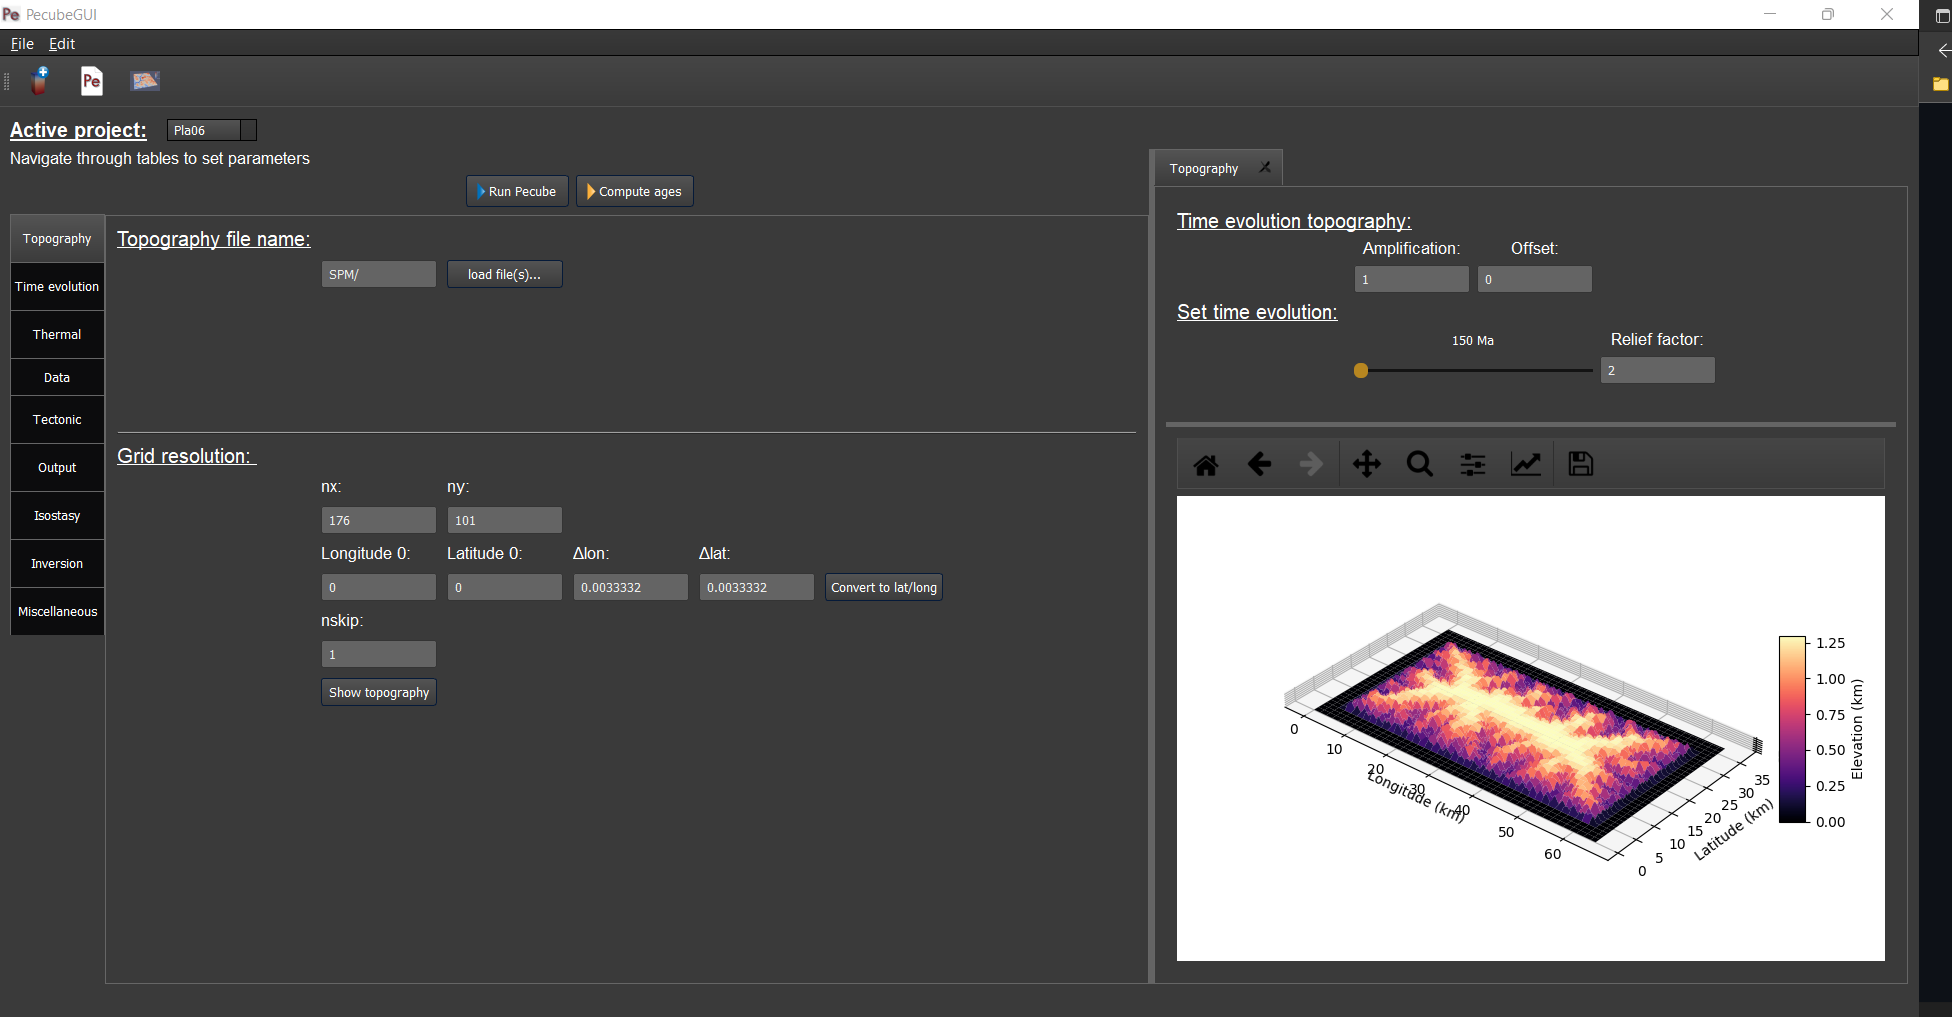 Pe PecubeGUI
File Edit
Pe
Active project: Pla06
Navigate through tables to set parameters
Run Pecube Compute ages
Topography
Time evolution
Thermal
Data
Tectonic
Output
Isostasy
Inversion
Miscellaneous
Topography file name:
SPM/ load file(s)...
Grid resolution:
nx: ny:
176 101
Longitude 0: Latitude 0: Δlon: Δlat:
0 0 0.0033332 0.0033332 Convert to lat/long
nskip:
1
Show topography
Topography
Time evolution topography:
Amplification: Offset:
1 0
Set time evolution:
150 Ma Relief factor:
2
0 10 20 30 40 50 60
Longitude (km)
0 5 10 15 20 25 30 35
Latitude (km)
1.25
1.00
0.75
0.50
0.25
0.00
Elevation (km)